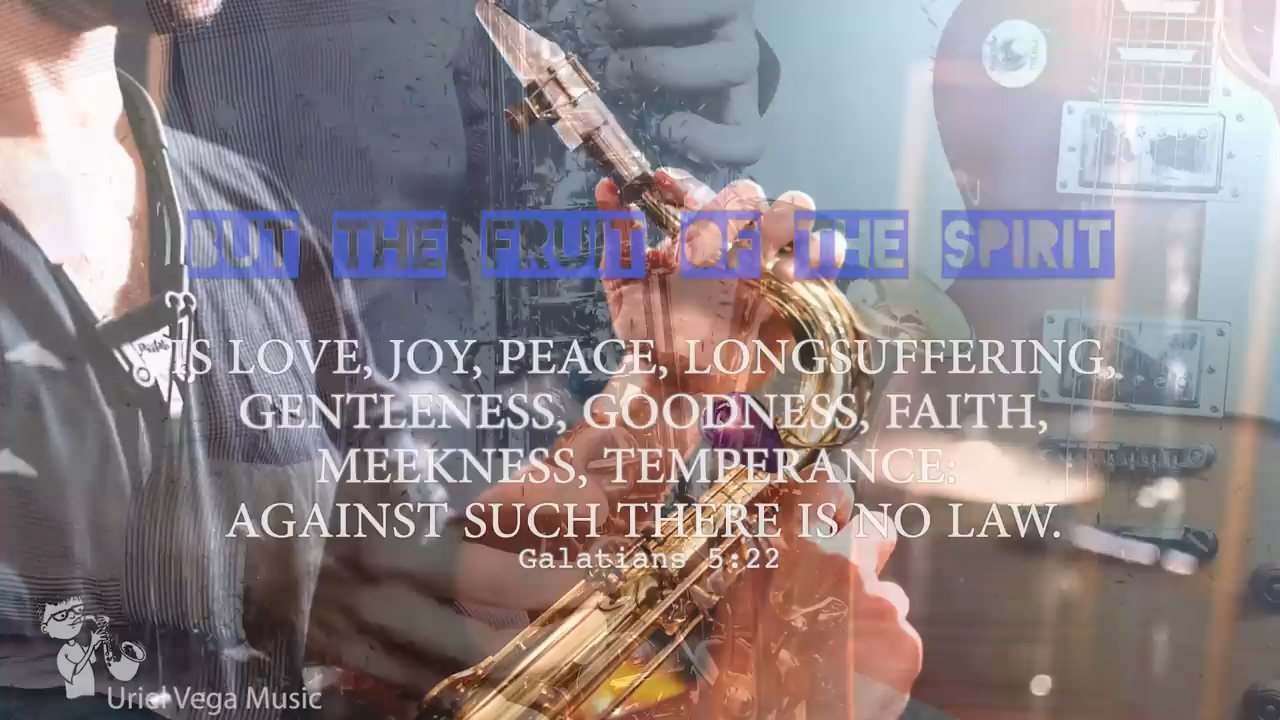 BUT THE FRUIT OF THE SPIRIT
IS LOVE, JOY, PEACE, LONGSUFFERING,
GENTLENESS, GOODNESS, FAITH,
MEEKNESS, TEMPERANCE:
AGAINST SUCH THERE IS NO LAW.
Galatians 5:22
Uriel Vega Music